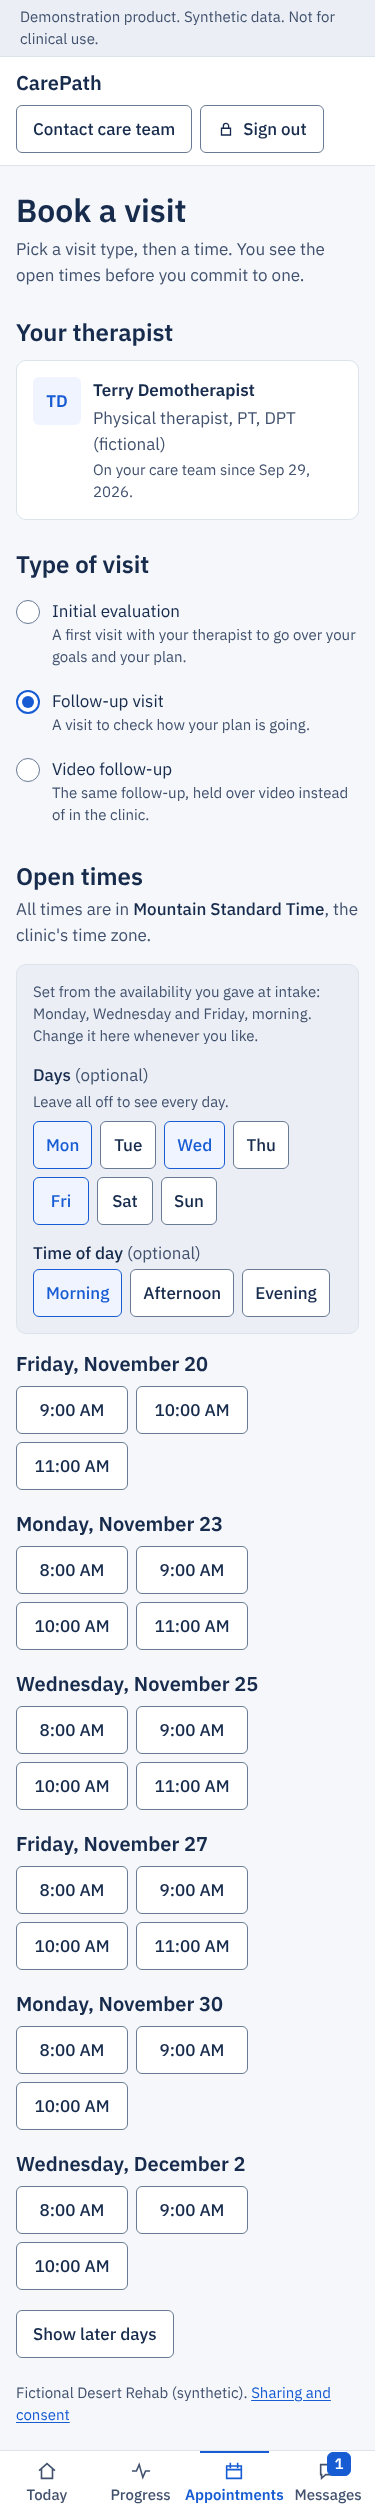 Demonstration product. Synthetic data. Not for
clinical use.
CarePath
Contact care team
Sign out
Book a visit
Pick a visit type, then a time. You see the
open times before you commit to one.
Your therapist
TD
Terry Demotherapist
Physical therapist, PT, DPT
(fictional)
On your care team since Sep 29,
2026.
Type of visit
Initial evaluation
A first visit with your therapist to go over your
goals and your plan.
Follow-up visit
A visit to check how your plan is going.
Video follow-up
The same follow-up, held over video instead
of in the clinic.
Open times
All times are in Mountain Standard Time, the
clinic's time zone.
Set from the availability you gave at intake:
Monday, Wednesday and Friday, morning.
Change it here whenever you like.
Days (optional)
Leave all off to see every day.
Mon Tue Wed Thu
Fri Sat Sun
Time of day (optional)
Morning Afternoon Evening
Friday, November 20
9:00 AM 10:00 AM
11:00 AM
Monday, November 23
8:00 AM 9:00 AM
10:00 AM 11:00 AM
Wednesday, November 25
8:00 AM 9:00 AM
10:00 AM 11:00 AM
Friday, November 27
8:00 AM 9:00 AM
10:00 AM 11:00 AM
Monday, November 30
8:00 AM 9:00 AM
10:00 AM
Wednesday, December 2
8:00 AM 9:00 AM
10:00 AM
Show later days
Fictional Desert Rehab (synthetic). Sharing and
consent
1
Today Progress Appointments Messages